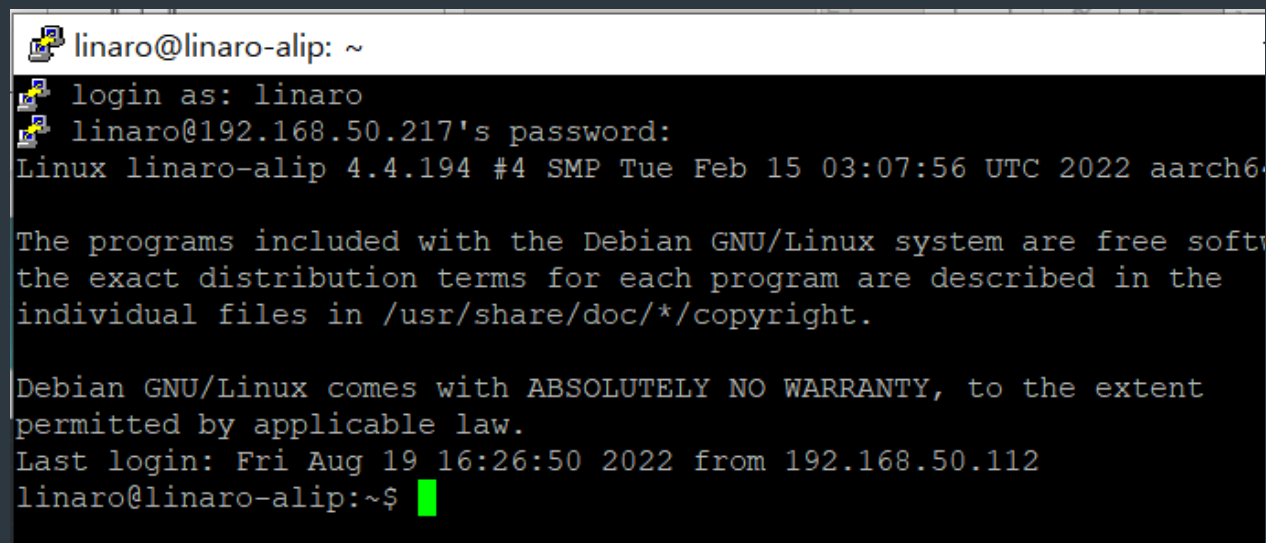 linaro@linaro-alip: ~
login as: linaro
linaro@192.168.50.217's password:
Linux linaro-alip 4.4.194 #4 SMP Tue Feb 15 03:07:56 UTC 2022 aarch6
The programs included with the Debian GNU/Linux system are free soft
the exact distribution terms for each program are described in the
individual files in /usr/share/doc/*/copyright.
Debian GNU/Linux comes with ABSOLUTELY NO WARRANTY, to the extent
permitted by applicable law.
Last login: Fri Aug 19 16:26:50 2022 from 192.168.50.112
linaro@linaro-alip:~$